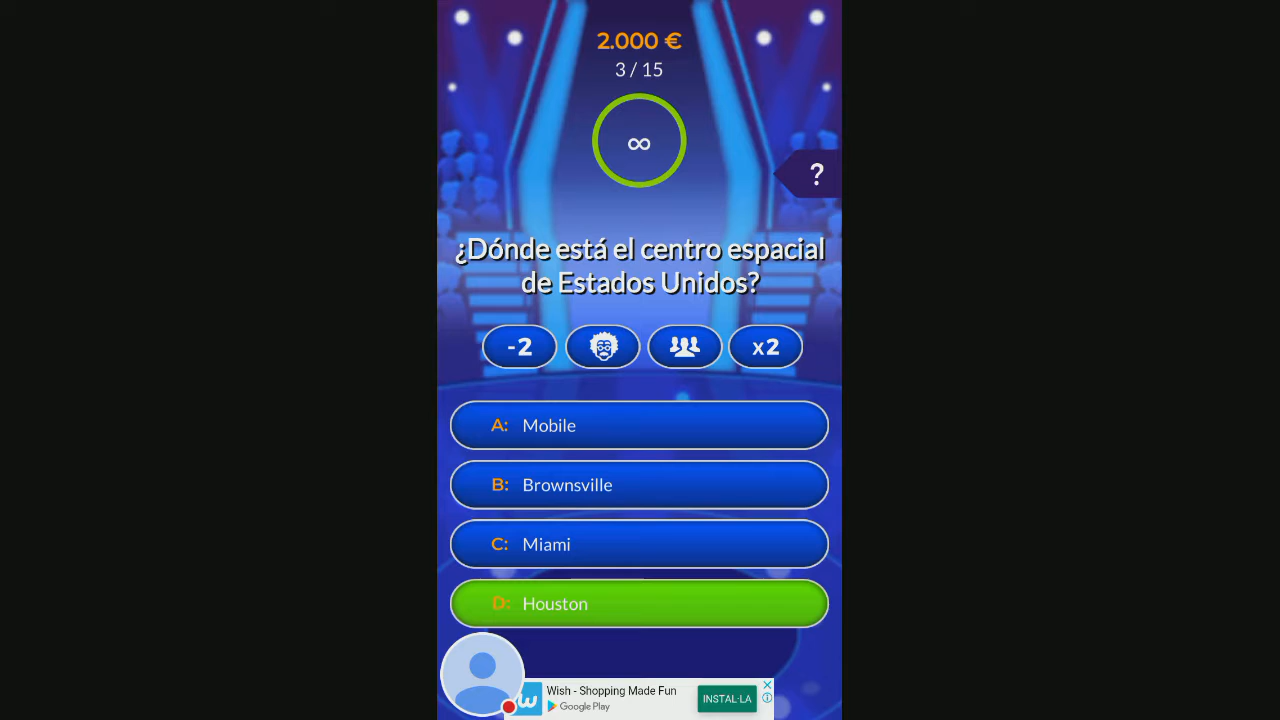 2.000 €
3 / 15
∞
?
¿Dónde está el centro espacial
de Estados Unidos?
-2
x2
A: Mobile
B: Brownsville
C: Miami
D: Houston
Wish - Shopping Made Fun
Google Play
INSTAL·LA